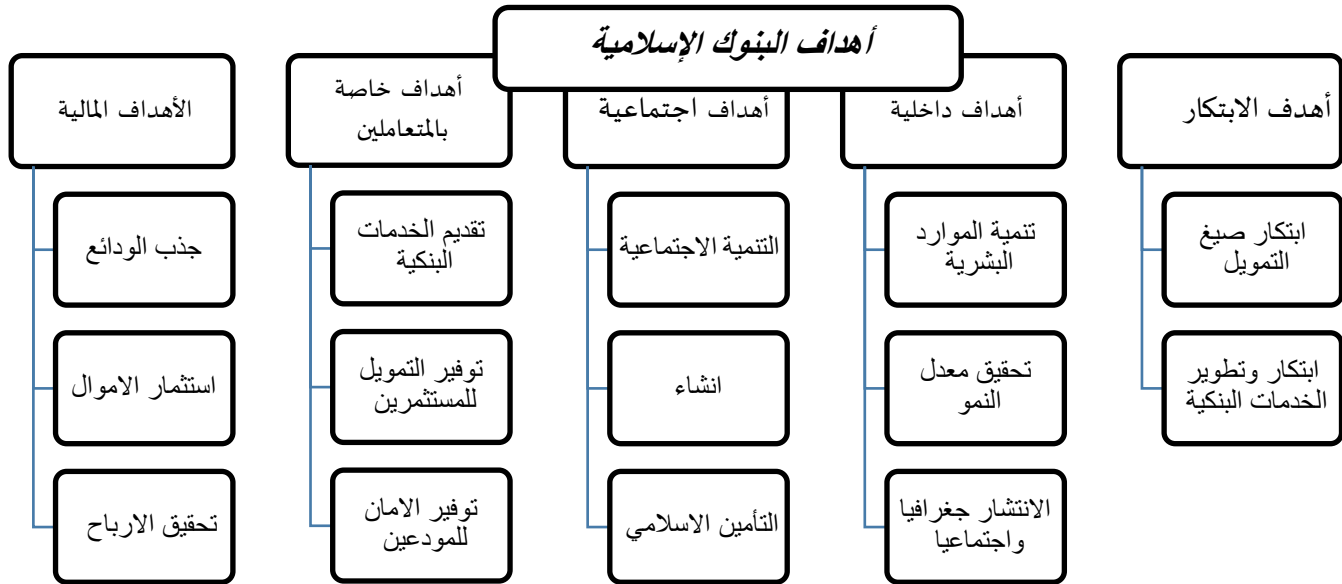 أهداف البنوك الإسلامية
أهدف الابتكار
ابتكار صيغ
التمويل
ابتكار وتطوير
الخدمات البنكية
أهداف داخلية
تنمية الموارد
البشرية
تحقيق معدل
النمو
الانتشار جغرافيا
واجتماعيا
أهداف اجتماعية
التنمية الاجتماعية
انشاء
التأمين الاسلامي
أهداف خاصة
بالمتعاملين
تقديم الخدمات
البنكية
توفير التمويل
للمستثمرين
توفير الامان
للمودعين
الأهداف المالية
جذب الودائع
استثمار الاموال
تحقيق الارباح